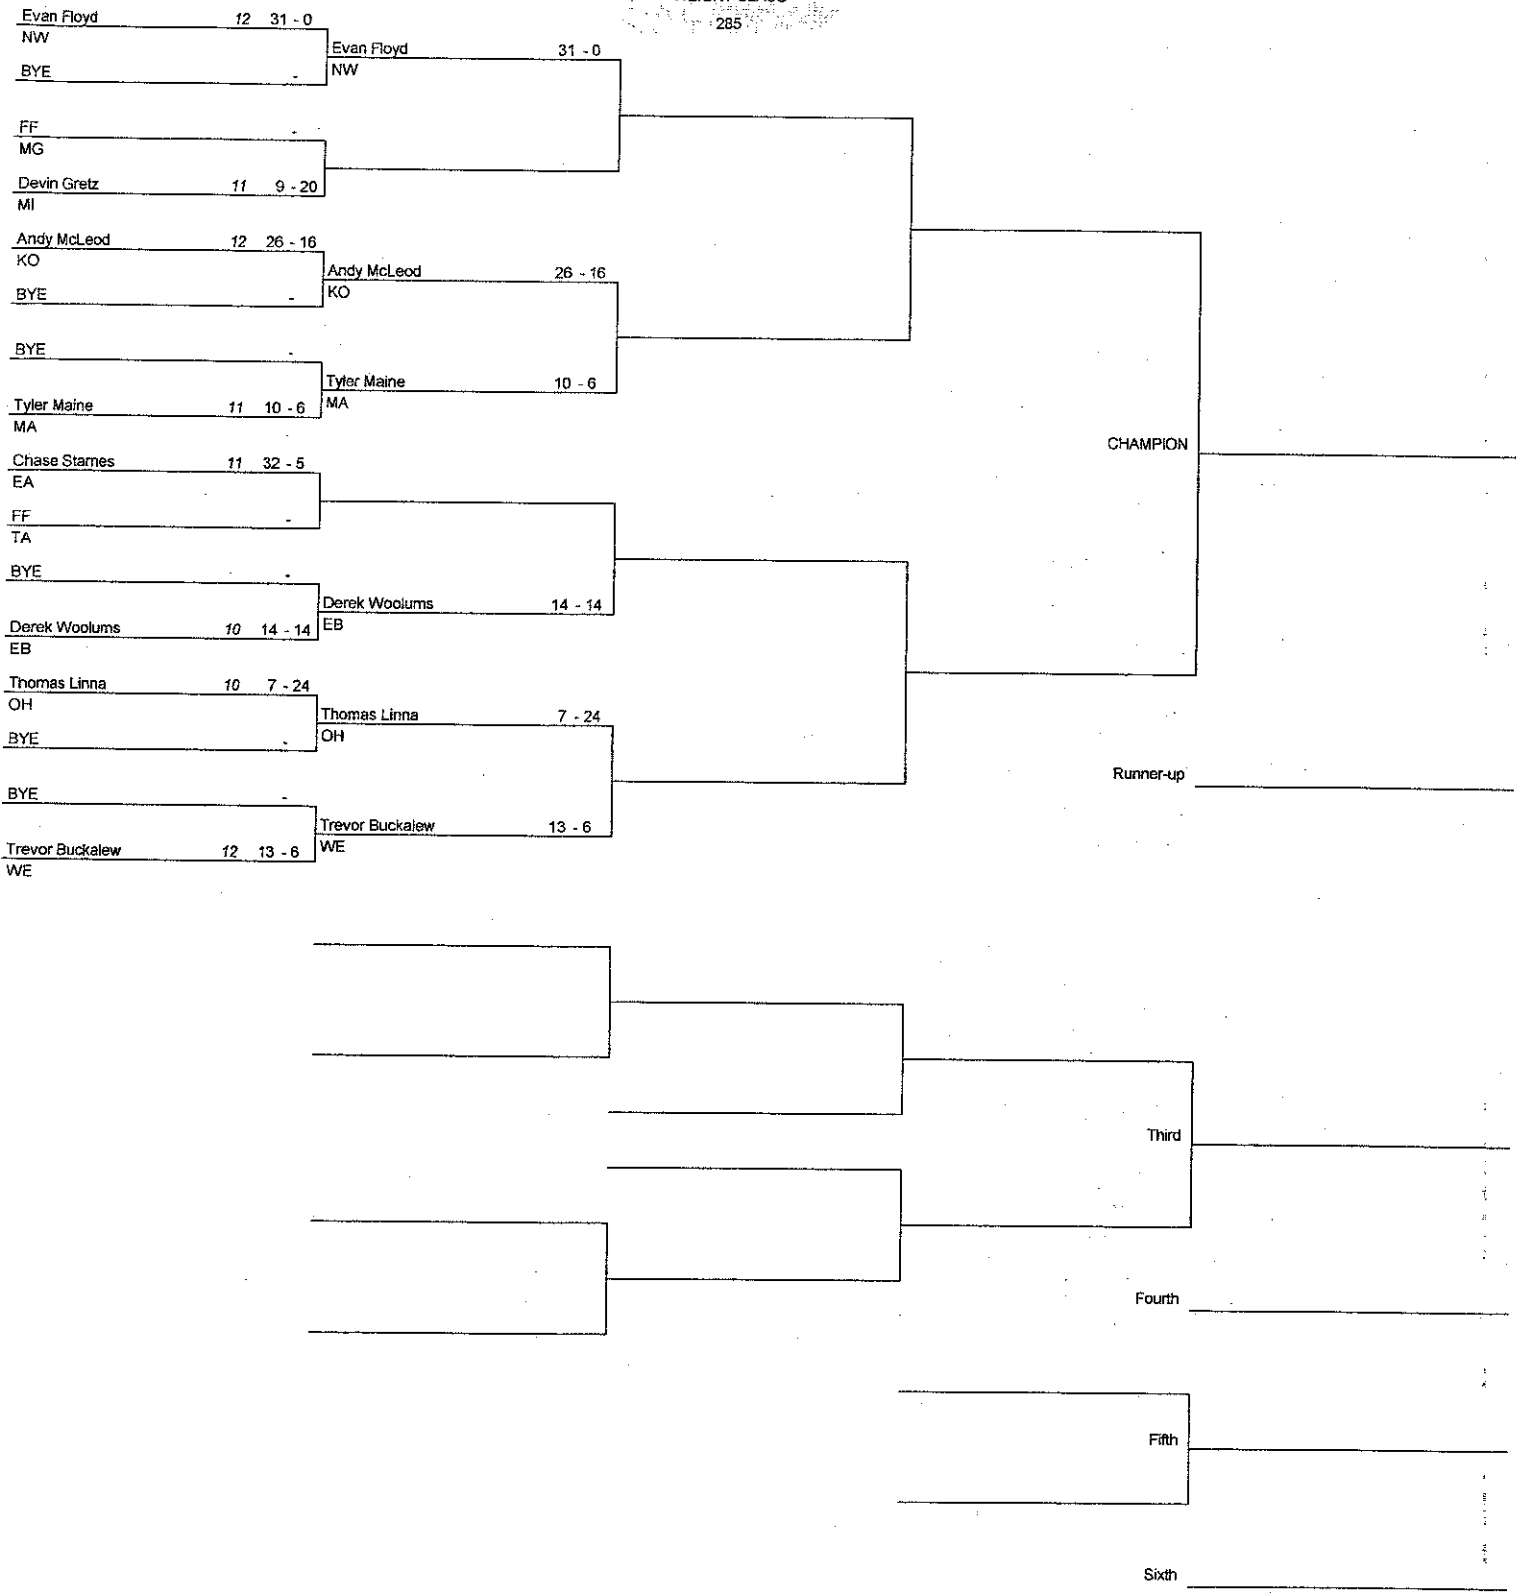 285
Evan Floyd 12 31 - 0
NW
Evan Floyd 31 - 0
NW
BYE -
FF -
MG
Devin Gretz 11 9 - 20
MI
Andy McLeod 12 26 - 16
KO
Andy McLeod 26 - 16
KO
BYE -
BYE -
Tyler Maine 10 - 6
MA
Tyler Maine 11 10 - 6
MA
CHAMPION
Chase Starnes 11 32 - 5
EA
FF -
TA
BYE -
Derek Woolums 14 - 14
EB
Derek Woolums 10 14 - 14
EB
Thomas Linna 10 7 - 24
OH
Thomas Linna 7 - 24
OH
BYE -
Runner-up
BYE -
Trevor Buckalew 13 - 6
WE
Trevor Buckalew 12 13 - 6
WE
Third
Fourth
Fifth
Sixth